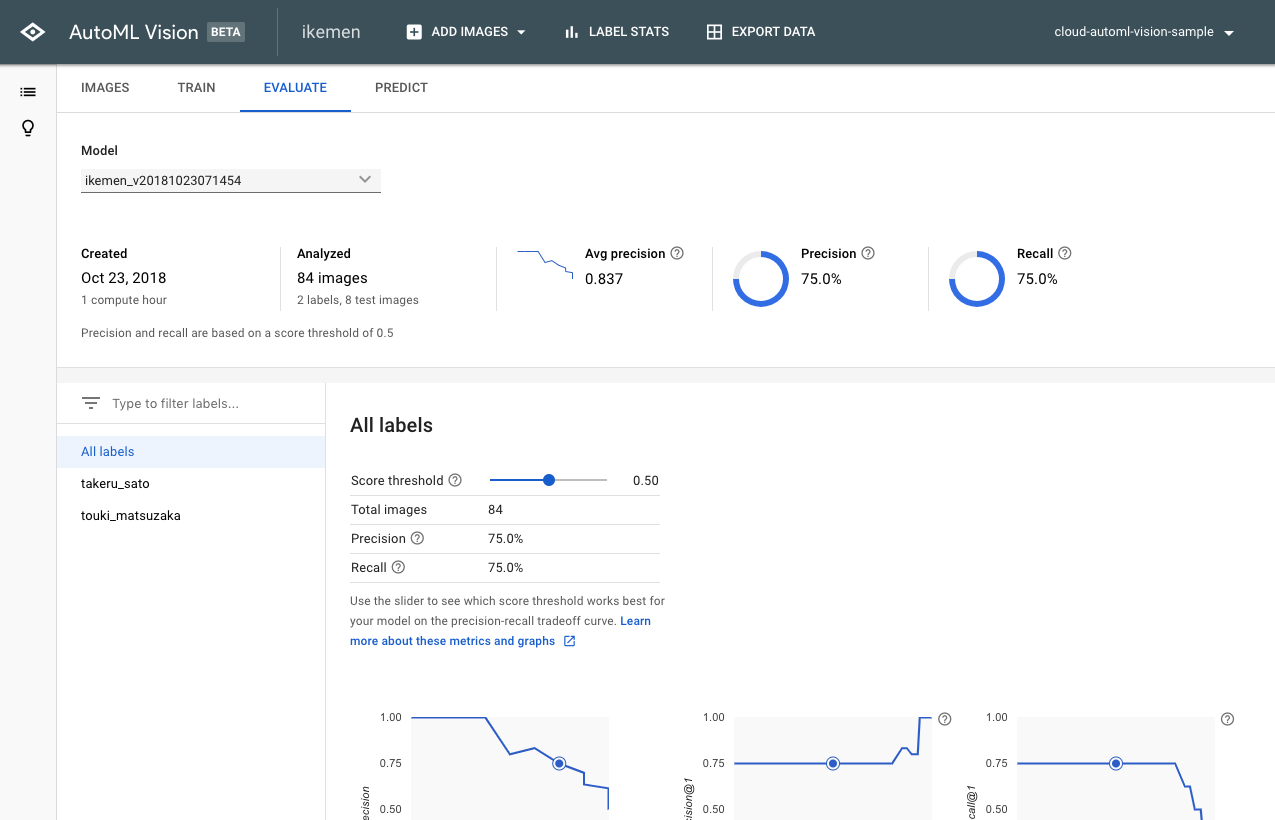 AutoML Vision BETA ikemen ADD IMAGES LABEL STATS EXPORT DATA cloud-automl-vision-sample
IMAGES TRAIN EVALUATE PREDICT
Model
ikemen_v20181023071454
Created
Oct 23, 2018
1 compute hour
Analyzed
84 images
2 labels, 8 test images
Avg precision
0.837
Precision
75.0%
Recall
75.0%
Precision and recall are based on a score threshold of 0.5
Type to filter labels...
All labels
takeru_sato
touki_matsuzaka
All labels
Score threshold 0.50
Total images 84
Precision 75.0%
Recall 75.0%
Use the slider to see which score threshold works best for
your model on the precision-recall tradeoff curve. Learn
more about these metrics and graphs
1.00
0.75
0.50
ecision
1.00
0.75
0.50
ision@1
1.00
0.75
0.50
call@1